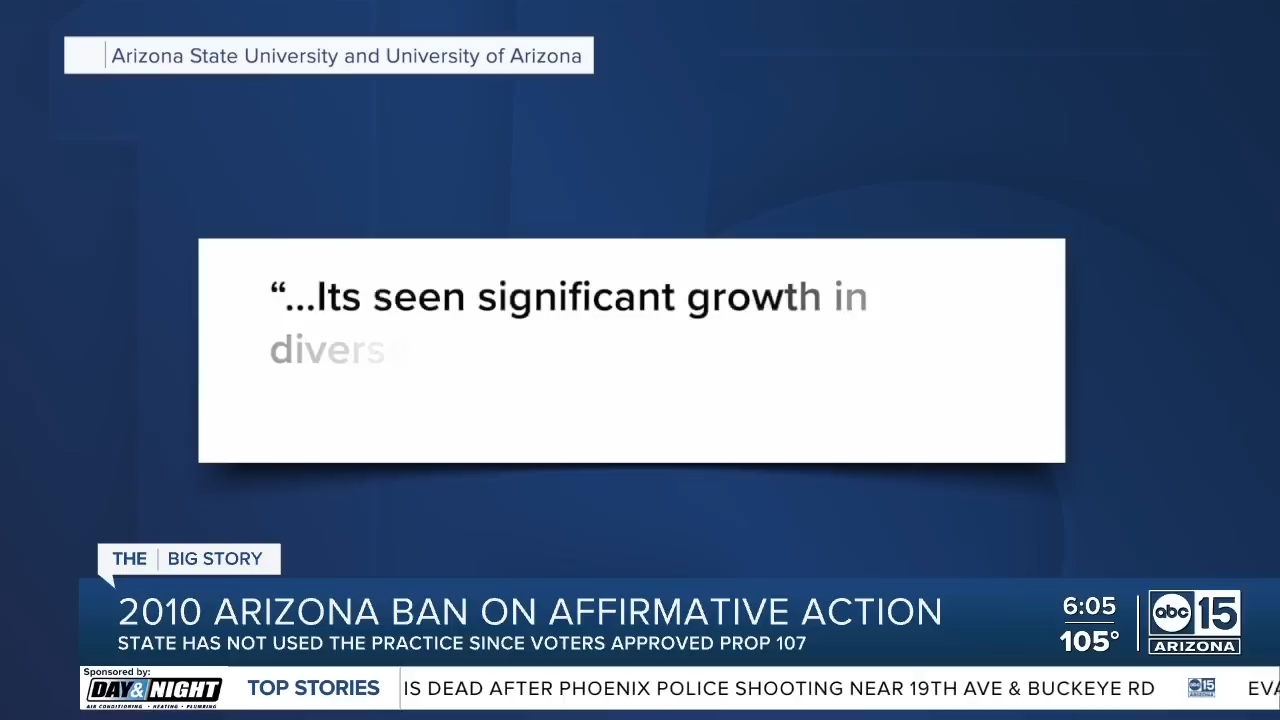 Arizona State University and University of Arizona
“...Its seen significant growth in
THE BIG STORY
2010 ARIZONA BAN ON AFFIRMATIVE ACTION
STATE HAS NOT USED THE PRACTICE SINCE VOTERS APPROVED PROP 107
6:05
105°
abc 15
ARIZONA
Sponsored by:
DAY & NIGHT
AIR CONDITIONING • HEATING • PLUMBING
TOP STORIES
IS DEAD AFTER PHOENIX POLICE SHOOTING NEAR 19TH AVE & BUCKEYE RD
abc 15